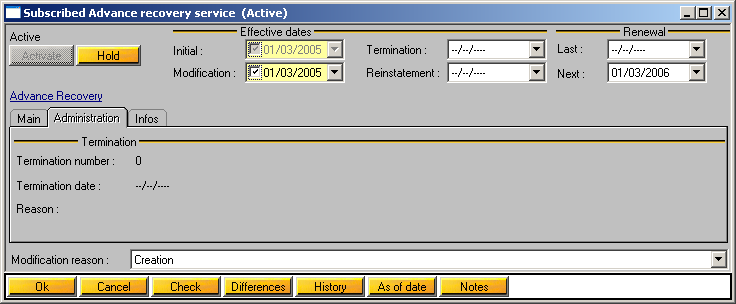 Subscribed Advance recovery service (Active)
Active Effective dates Renewal
Activate Hold Initial : 01/03/2005 Termination : --/--/---- Last : --/--/----
Modification : 01/03/2005 Reinstatement : --/--/---- Next : 01/03/2006
Advance Recovery
Main Administration Infos
Termination
Termination number : 0
Termination date : --/--/----
Reason :
Modification reason : Creation
Ok Cancel Check Differences History As of date Notes